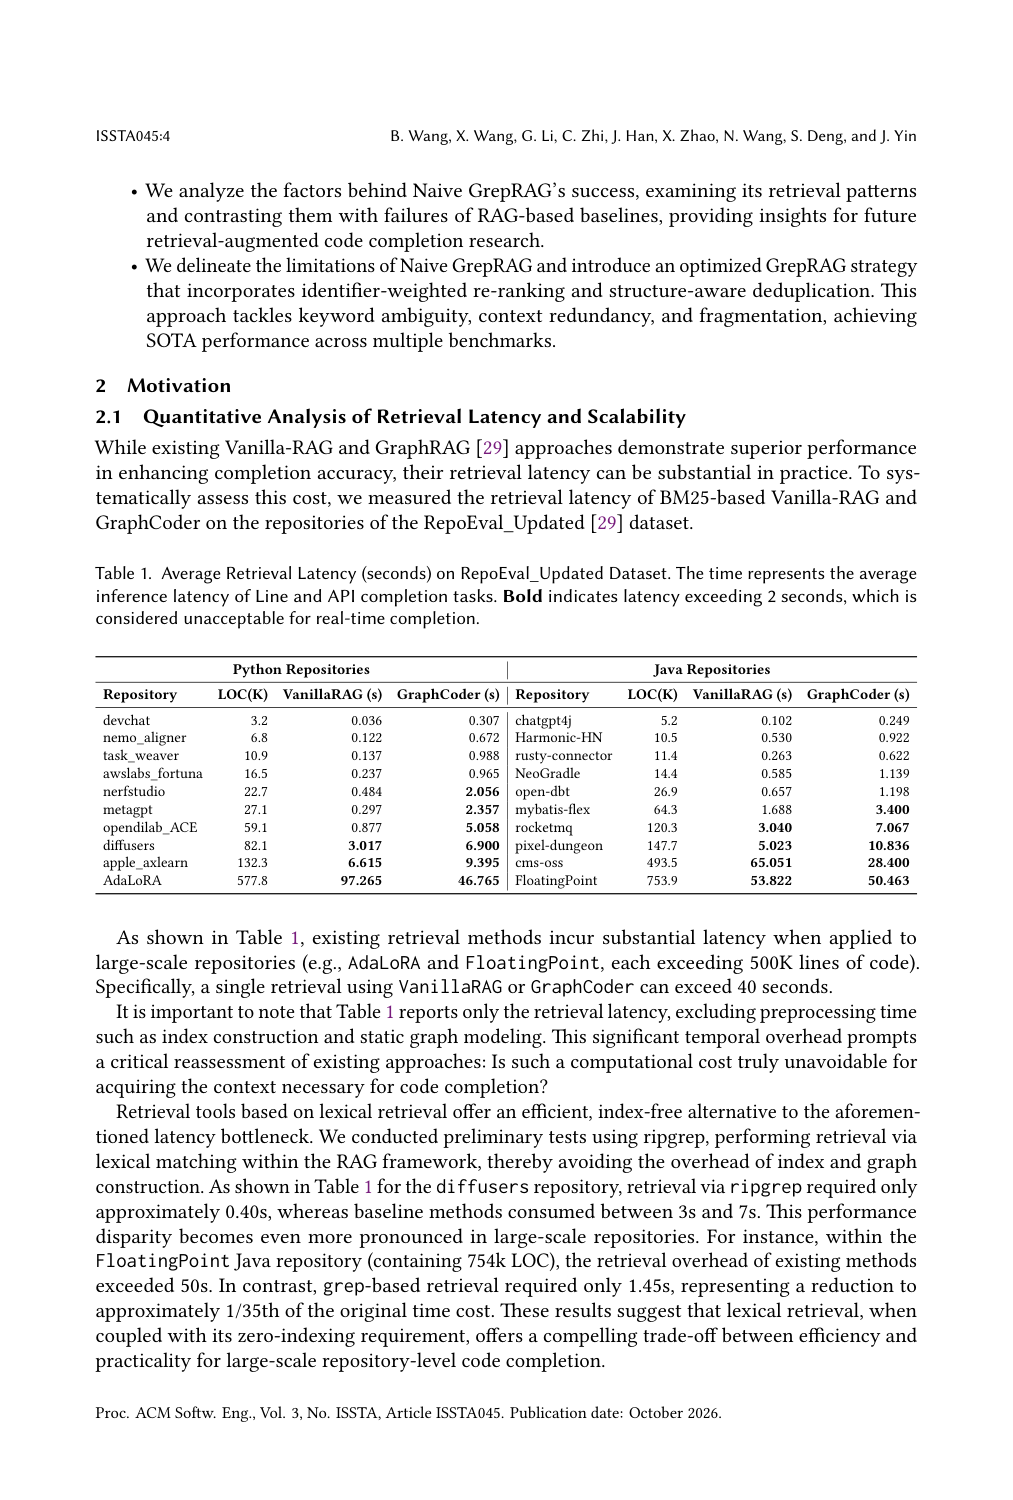 ISSTA045:4 B. Wang, X. Wang, G. Li, C. Zhi, J. Han, X. Zhao, N. Wang, S. Deng, and J. Yin
• We analyze the factors behind Naive GrepRAG's success, examining its retrieval patterns
and contrasting them with failures of RAG-based baselines, providing insights for future
retrieval-augmented code completion research.
• We delineate the limitations of Naive GrepRAG and introduce an optimized GrepRAG strategy
that incorporates identifier-weighted re-ranking and structure-aware deduplication. This
approach tackles keyword ambiguity, context redundancy, and fragmentation, achieving
SOTA performance across multiple benchmarks.
2 Motivation
2.1 Quantitative Analysis of Retrieval Latency and Scalability
While existing Vanilla-RAG and GraphRAG [29] approaches demonstrate superior performance
in enhancing completion accuracy, their retrieval latency can be substantial in practice. To sys-
tematically assess this cost, we measured the retrieval latency of BM25-based Vanilla-RAG and
GraphCoder on the repositories of the RepoEval_Updated [29] dataset.
Table 1. Average Retrieval Latency (seconds) on RepoEval_Updated Dataset. The time represents the average
inference latency of Line and API completion tasks. Bold indicates latency exceeding 2 seconds, which is
considered unacceptable for real-time completion.
Python Repositories Java Repositories
Repository LOC(K) VanillaRAG (s) GraphCoder (s) Repository LOC(K) VanillaRAG (s) GraphCoder (s)
devchat 3.2 0.036 0.307 chatgpt4j 5.2 0.102 0.249
nemo_aligner 6.8 0.122 0.672 Harmonic-HN 10.5 0.530 0.922
task_weaver 10.9 0.137 0.988 rusty-connector 11.4 0.263 0.622
awslabs_fortuna 16.5 0.237 0.965 NeoGradle 14.4 0.585 1.139
nerfstudio 22.7 0.484 2.056 open-dbt 26.9 0.657 1.198
metagpt 27.1 0.297 2.357 mybatis-flex 64.3 1.688 3.400
opendilab_ACE 59.1 0.877 5.058 rocketmq 120.3 3.040 7.067
diffusers 82.1 3.017 6.900 pixel-dungeon 147.7 5.023 10.836
apple_axlearn 132.3 6.615 9.395 cms-oss 493.5 65.051 28.400
AdaLoRA 577.8 97.265 46.765 FloatingPoint 753.9 53.822 50.463
As shown in Table 1, existing retrieval methods incur substantial latency when applied to
large-scale repositories (e.g., AdaLoRA and FloatingPoint, each exceeding 500K lines of code).
Specifically, a single retrieval using VanillaRAG or GraphCoder can exceed 40 seconds.
It is important to note that Table 1 reports only the retrieval latency, excluding preprocessing time
such as index construction and static graph modeling. This significant temporal overhead prompts
a critical reassessment of existing approaches: Is such a computational cost truly unavoidable for
acquiring the context necessary for code completion?
Retrieval tools based on lexical retrieval offer an efficient, index-free alternative to the aforemen-
tioned latency bottleneck. We conducted preliminary tests using ripgrep, performing retrieval via
lexical matching within the RAG framework, thereby avoiding the overhead of index and graph
construction. As shown in Table 1 for the diffusers repository, retrieval via ripgrep required only
approximately 0.40s, whereas baseline methods consumed between 3s and 7s. This performance
disparity becomes even more pronounced in large-scale repositories. For instance, within the
FloatingPoint Java repository (containing 754k LOC), the retrieval overhead of existing methods
exceeded 50s. In contrast, grep-based retrieval required only 1.45s, representing a reduction to
approximately 1/35th of the original time cost. These results suggest that lexical retrieval, when
coupled with its zero-indexing requirement, offers a compelling trade-off between efficiency and
practicality for large-scale repository-level code completion.
Proc. ACM Softw. Eng., Vol. 3, No. ISSTA, Article ISSTA045. Publication date: October 2026.